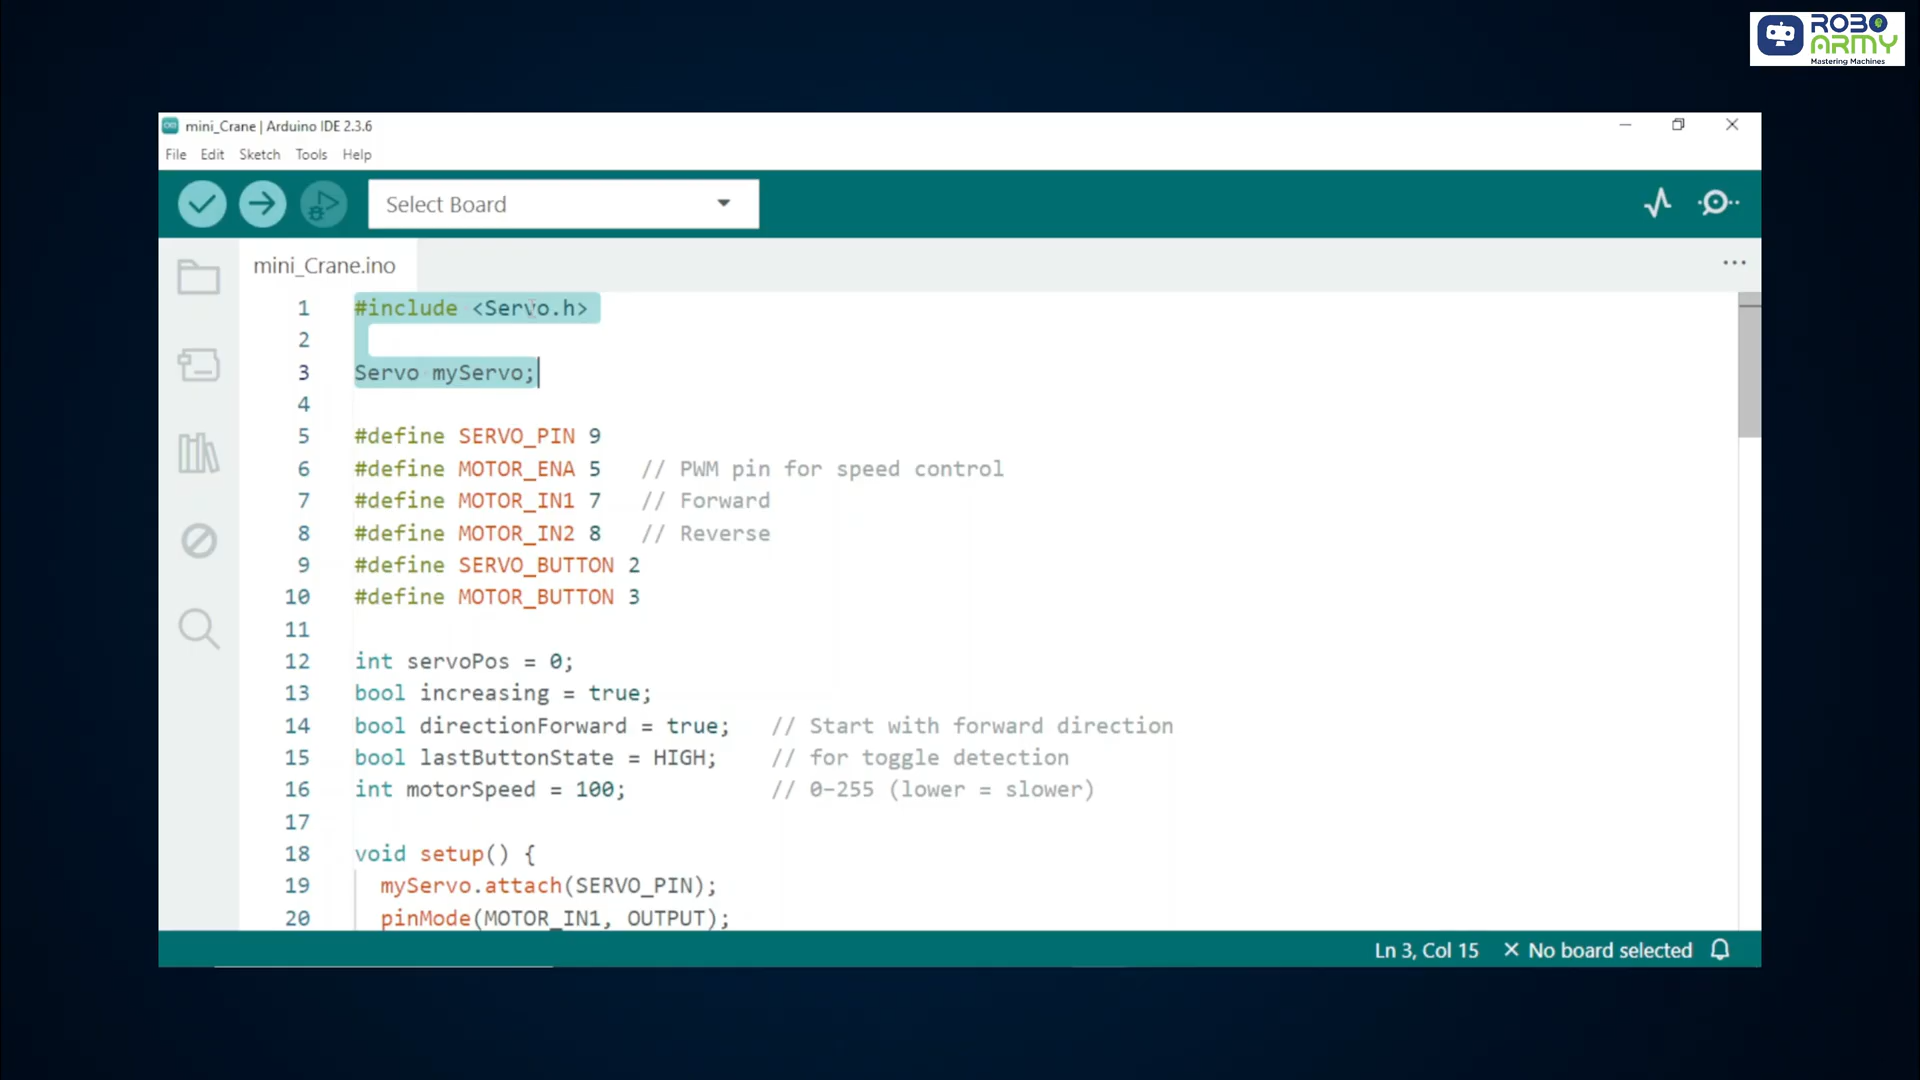 ROBO
ARMY
Mastering Machines
mini_Crane | Arduino IDE 2.3.6
File Edit Sketch Tools Help
Select Board
mini_Crane.ino
1 #include <Servo.h>
2
3 Servo myServo;
4
5 #define SERVO_PIN 9
6 #define MOTOR_ENA 5 // PWM pin for speed control
7 #define MOTOR_IN1 7 // Forward
8 #define MOTOR_IN2 8 // Reverse
9 #define SERVO_BUTTON 2
10 #define MOTOR_BUTTON 3
11
12 int servoPos = 0;
13 bool increasing = true;
14 bool directionForward = true; // Start with forward direction
15 bool lastButtonState = HIGH; // for toggle detection
16 int motorSpeed = 100; // 0–255 (lower = slower)
17
18 void setup() {
19 myServo.attach(SERVO_PIN);
20 pinMode(MOTOR_IN1, OUTPUT);
Ln 3, Col 15 No board selected